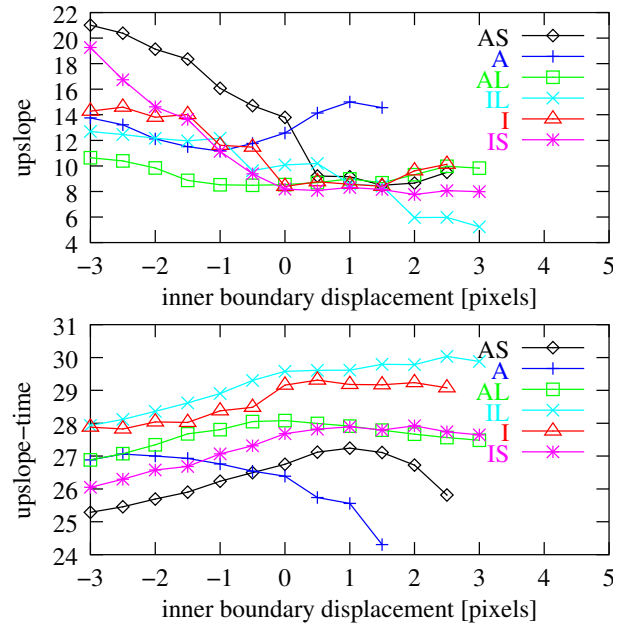 22
20
18
16
14
12
10
8
6
4
upslope
AS
A
AL
IL
I
IS
−3 −2 −1 0 1 2 3 4 5
inner boundary displacement [pixels]
31
30
29
28
27
26
25
24
upslope−time
AS
A
AL
IL
I
IS
−3 −2 −1 0 1 2 3 4 5
inner boundary displacement [pixels]